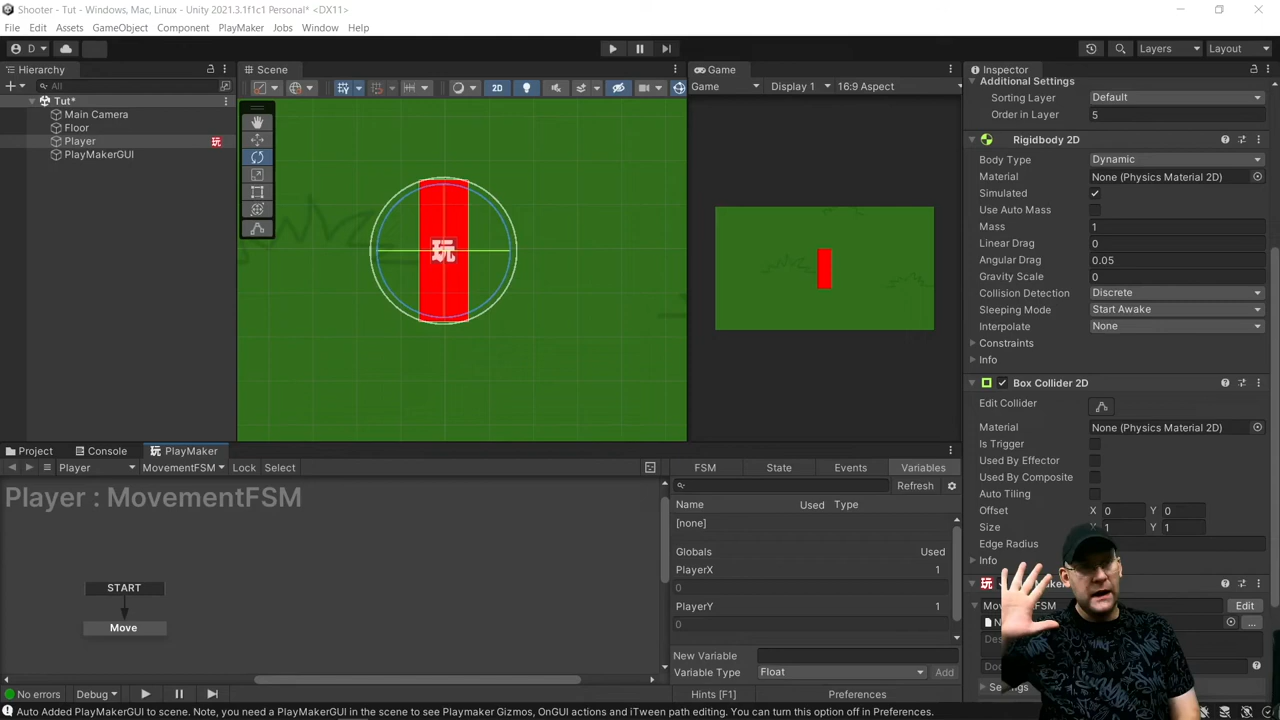 Shooter - Tut - Windows, Mac, Linux - Unity 2021.3.1f1c1 Personal* <DX11>
File Edit Assets GameObject Component PlayMaker Jobs Window Help
D Layers Layout
Hierarchy Scene Game Inspector
All
2D Game Display 1 16:9 Aspect
Additional Settings
Sorting Layer Default
Order in Layer 5
Tut*
Main Camera
Floor
Player 玩
PlayMakerGUI
玩
Rigidbody 2D
Body Type Dynamic
Material None (Physics Material 2D)
Simulated
Use Auto Mass
Mass 1
Linear Drag 0
Angular Drag 0.05
Gravity Scale 0
Collision Detection Discrete
Sleeping Mode Start Awake
Interpolate None
Constraints
Info
Box Collider 2D
Edit Collider
Material None (Physics Material 2D)
Is Trigger
Used By Effector
Used By Composite
Auto Tiling
Offset X 0 Y 0
Size X 1 Y 1
Edge Radius
Info
Edit
Project Console 玩 PlayMaker
Player MovementFSM Lock Select
Player : MovementFSM
START
Move
FSM State Events Variables
Refresh
Name Used Type
[none]
Globals Used
PlayerX 1
0
PlayerY 1
0
New Variable
Variable Type Float Add
No errors Debug Hints [F1] Preferences
Auto Added PlayMakerGUI to scene. Note, you need a PlayMakerGUI in the scene to see Playmaker Gizmos, OnGUI actions and iTween path editing. You can turn this option off in Preferences.